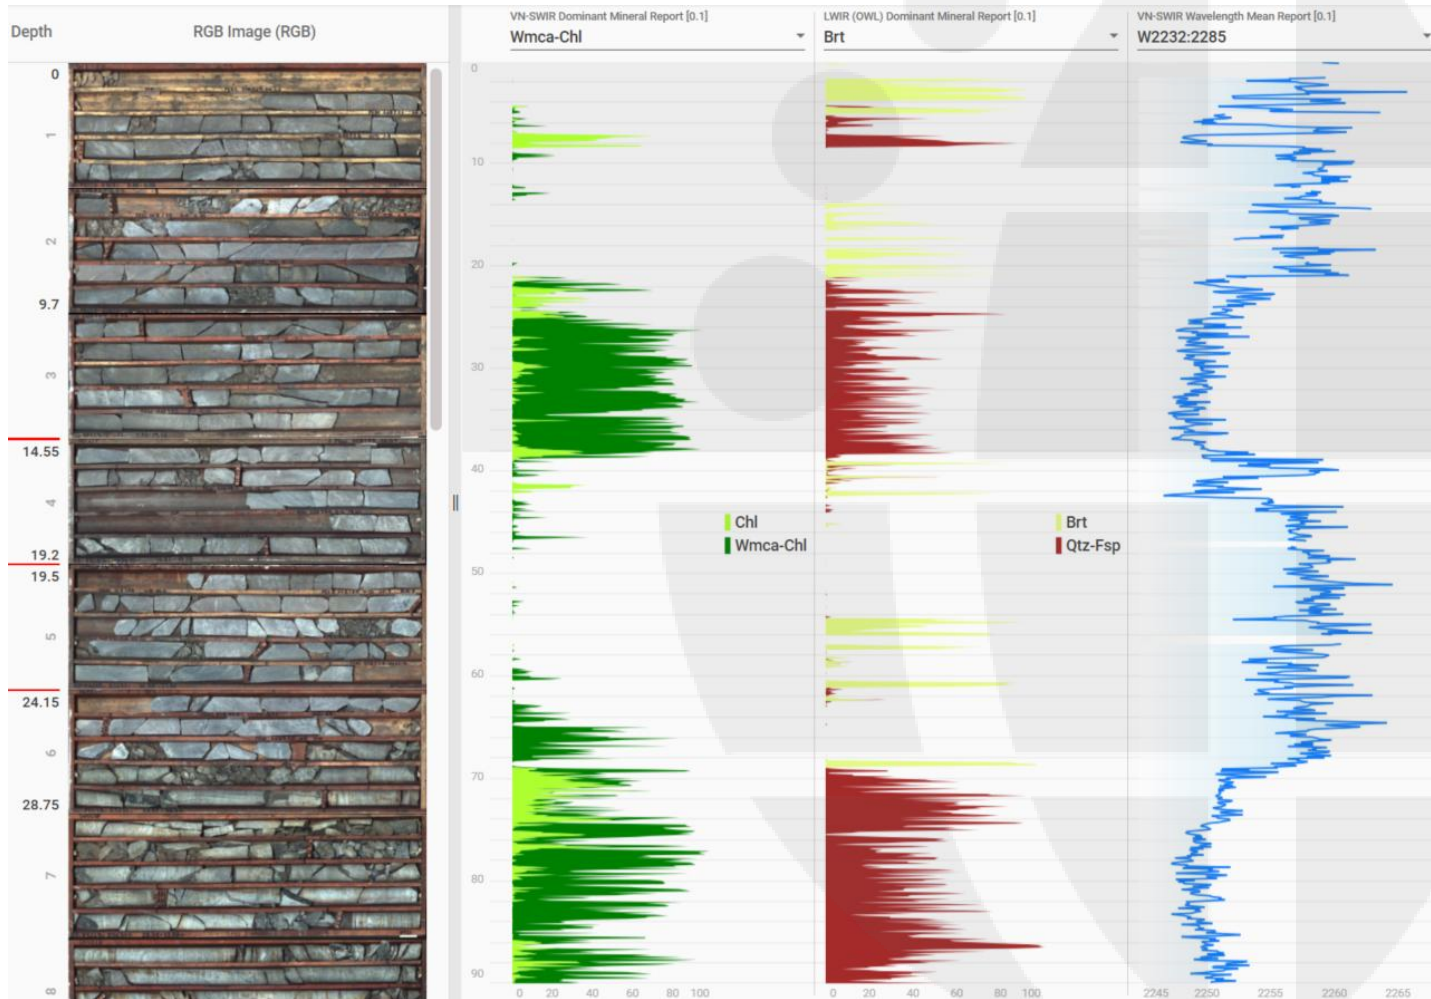 VN-SWIR Dominant Mineral Report [0.1]
LWIR (OWL) Dominant Mineral Report [0.1]
VN-SWIR Wavelength Mean Report [0.1]
Depth
RGB Image (RGB)
Wmca-Chl
Brt
W2232:2285
0
1
2
9.7
3
14.55
4
19.2
19.5
5
24.15
6
28.75
7
8
0
10
20
30
40
50
60
70
80
90
Chl
Wmca-Chl
Brt
Qtz-Fsp
0 20 40 60 80 100
0 20 40 60 80 100
2245 2250 2255 2260 2265